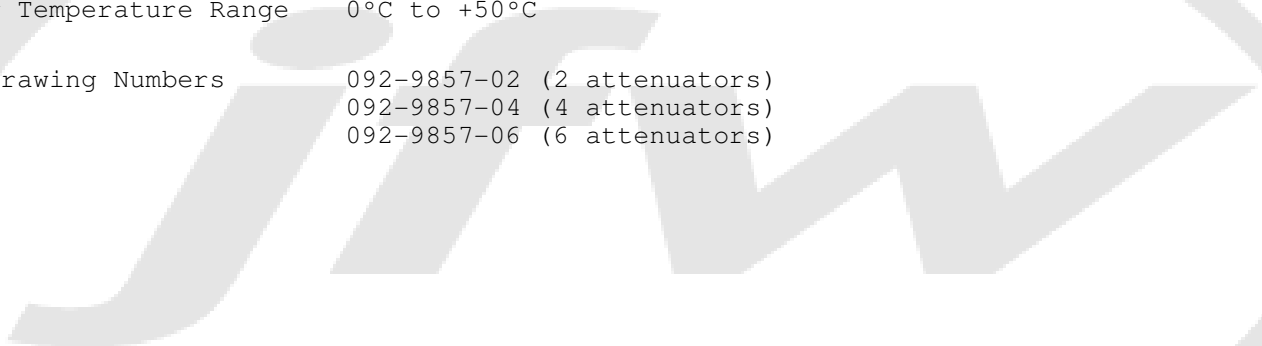 Temperature Range 0°C to +50°C
rawing Numbers 092-9857-02 (2 attenuators)
092-9857-04 (4 attenuators)
092-9857-06 (6 attenuators)
jfw